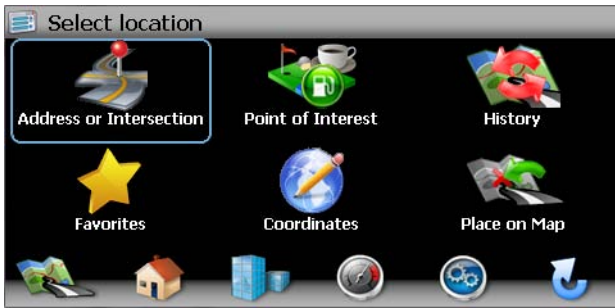 Select location
Address or Intersection
Point of Interest
History
Favorites
Coordinates
Place on Map